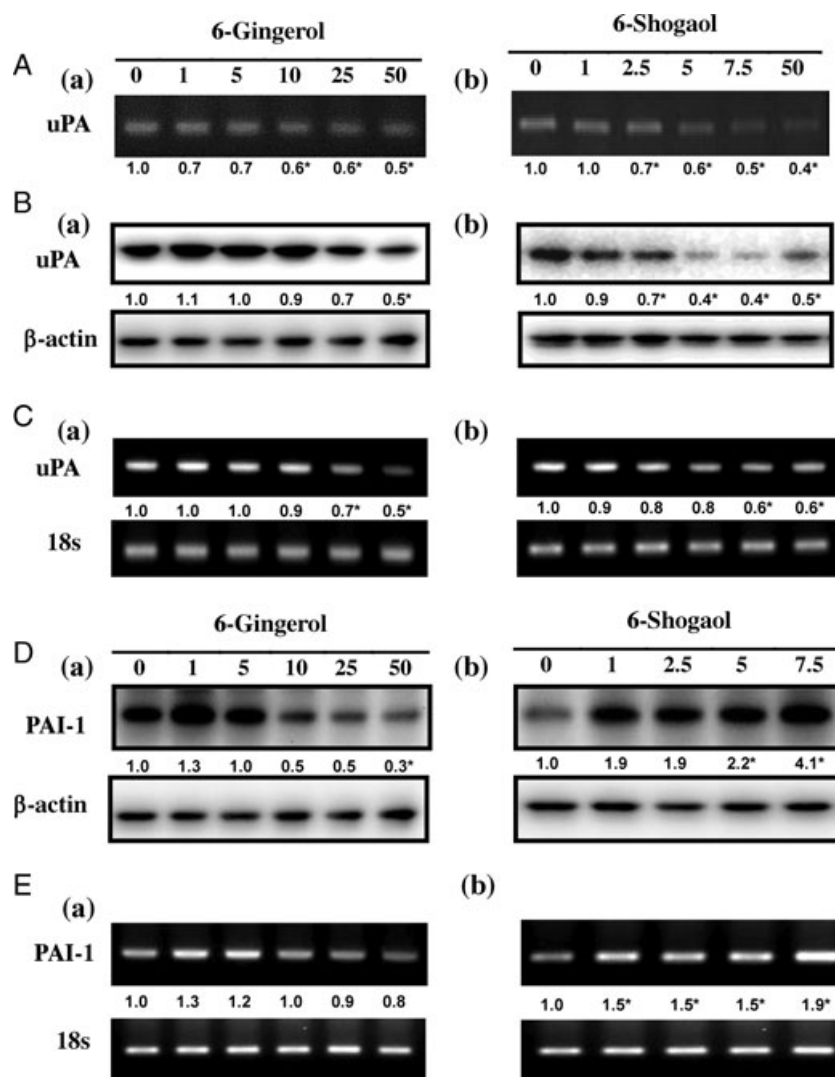 6-Gingerol
6-Shogaol
A
(a)
0 1 5 10 25 50
(b)
0 1 2.5 5 7.5 50
uPA
1.0 0.7 0.7 0.6* 0.6* 0.5*
1.0 1.0 0.7* 0.6* 0.5* 0.4*
B
(a)
(b)
uPA
1.0 1.1 1.0 0.9 0.7 0.5*
1.0 0.9 0.7* 0.4* 0.4* 0.5*
β-actin
C
(a)
(b)
uPA
1.0 1.0 1.0 0.9 0.7* 0.5*
1.0 0.9 0.8 0.8 0.6* 0.6*
18s
6-Gingerol
6-Shogaol
D
(a)
0 1 5 10 25 50
(b)
0 1 2.5 5 7.5
PAI-1
1.0 1.3 1.0 0.5 0.5 0.3*
1.0 1.9 1.9 2.2* 4.1*
β-actin
E
(a)
(b)
PAI-1
1.0 1.3 1.2 1.0 0.9 0.8
1.0 1.5* 1.5* 1.5* 1.9*
18s